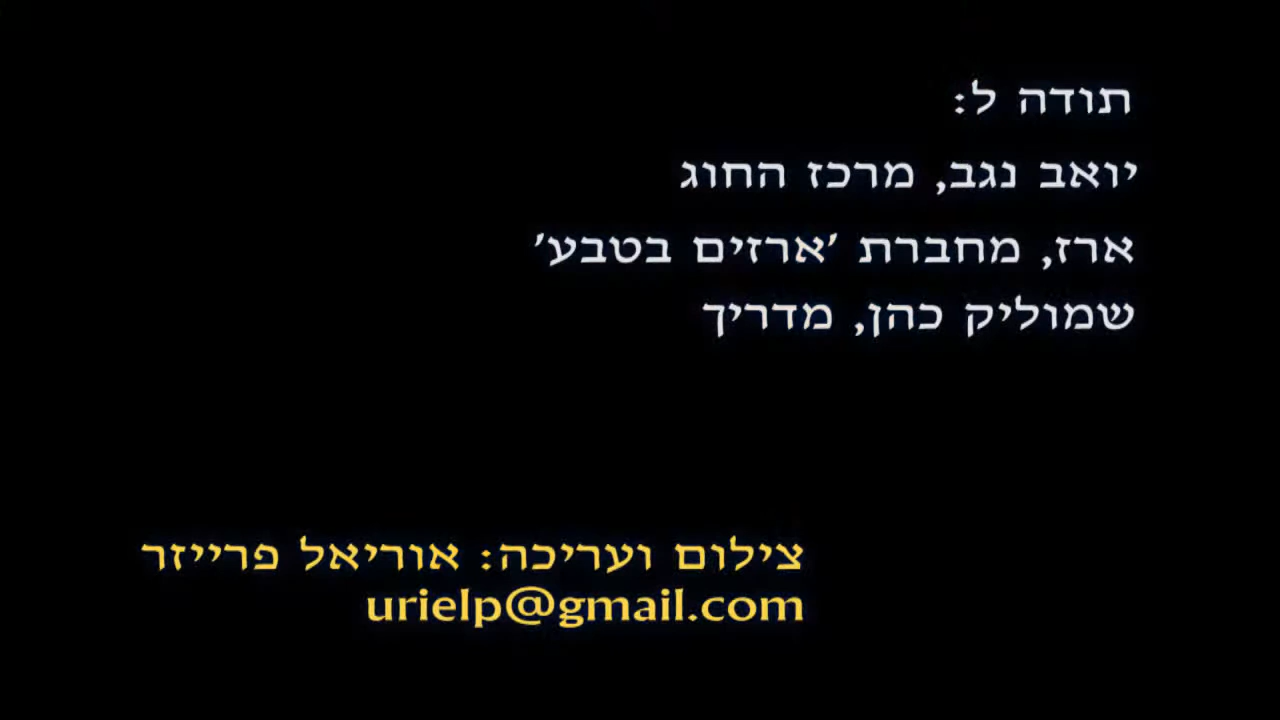 תודה ל:
יואב נגב, מרכז החוג
ארז, מחברת 'ארזים בטבע'
שמוליק כהן, מדריך
צילום ועריכה: אוריאל פרייזר
urielp@gmail.com